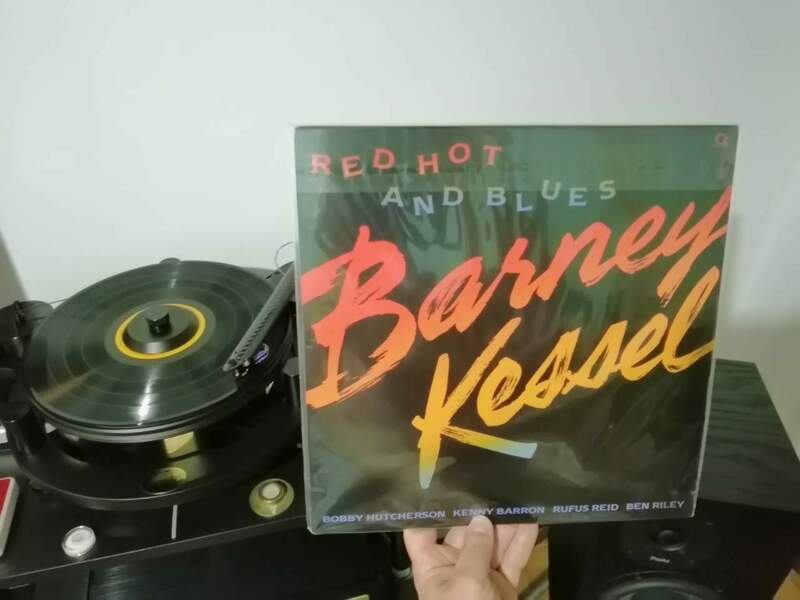 RED HOT
AND BLUES
Barney
Kessel
BOBBY HUTCHERSON KENNY BARRON RUFUS REID BEN RILEY